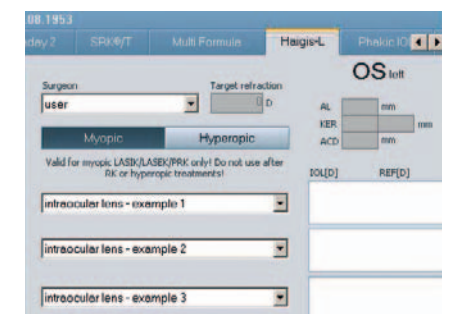 08.1953
day 2 SRK®/T Multi Formula Haigis-L Phakic IO
OS left
Surgeon Target refraction
user 0 D
AL mm
KER mm
ACD mm
Myopic Hyperopic
Valid for myopic LASIK/LASEK/PRK only! Do not use after
RK or hyperopic treatments!
IOL[D] REF[D]
intraocular lens - example 1
intraocular lens - example 2
intraocular lens - example 3